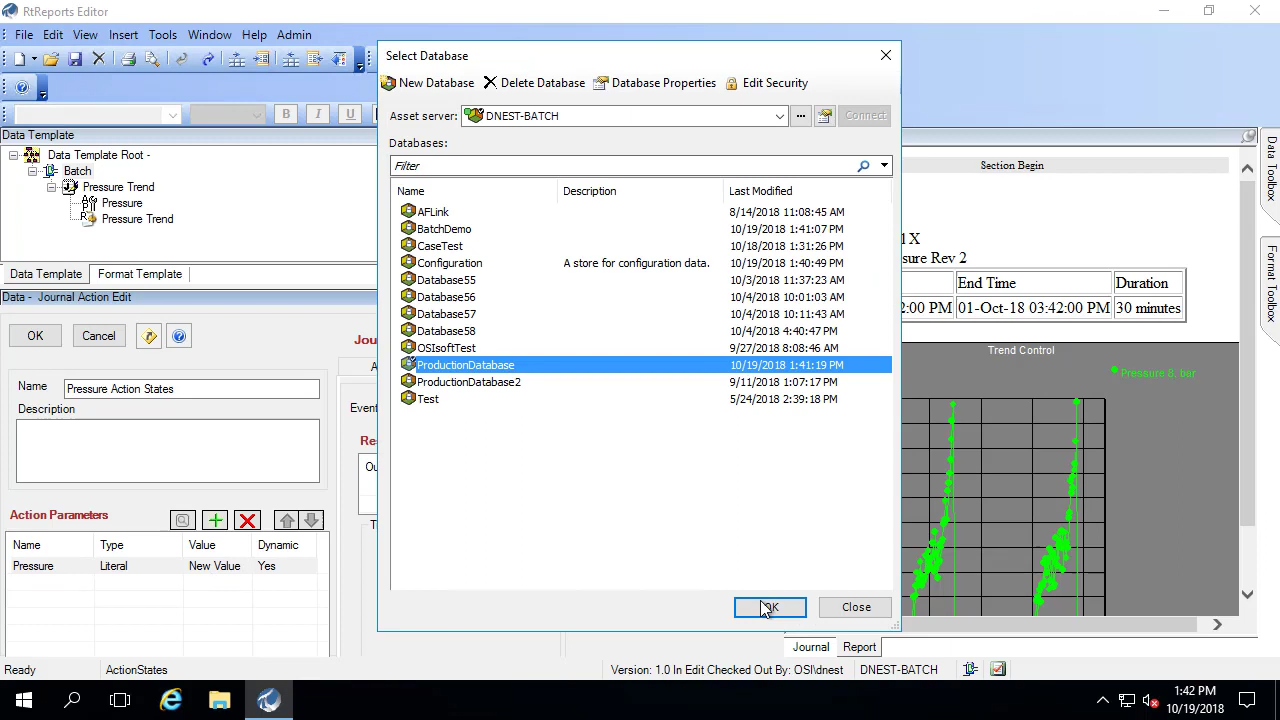 RtReports Editor
File Edit View Insert Tools Window Help Admin
B I U
Data Template
Data Template Root -
Batch
Pressure Trend
Pressure
Pressure Trend
Data Template Format Template
Data - Journal Action Edit
OK Cancel
Name Pressure Action States
Description
Action Parameters
Name Type Value Dynamic
Pressure Literal New Value Yes
Select Database
New Database Delete Database Database Properties Edit Security
Asset server: DNEST-BATCH ... Connect
Databases:
Filter
Name Description Last Modified
AFLink 8/14/2018 11:08:45 AM
BatchDemo 10/19/2018 1:41:07 PM
CaseTest 10/18/2018 1:31:26 PM
Configuration A store for configuration data. 10/19/2018 1:40:49 PM
Database55 10/3/2018 11:37:23 AM
Database56 10/4/2018 10:01:03 AM
Database57 10/4/2018 10:11:43 AM
Database58 10/4/2018 4:40:47 PM
OSIsoftTest 9/27/2018 8:08:46 AM
ProductionDatabase 10/19/2018 1:41:19 PM
ProductionDatabase2 9/11/2018 1:07:17 PM
Test 5/24/2018 2:39:18 PM
OK Close
Section Begin
1X
sure Rev 2
End Time Duration
2:00 PM 01-Oct-18 03:42:00 PM 30 minutes
Trend Control
Pressure 8, bar
Data Toolbox
Format Toolbox
Journal Report
Ready ActionStates Version: 1.0 In Edit Checked Out By: OSI\dnest DNEST-BATCH
1:42 PM
10/19/2018